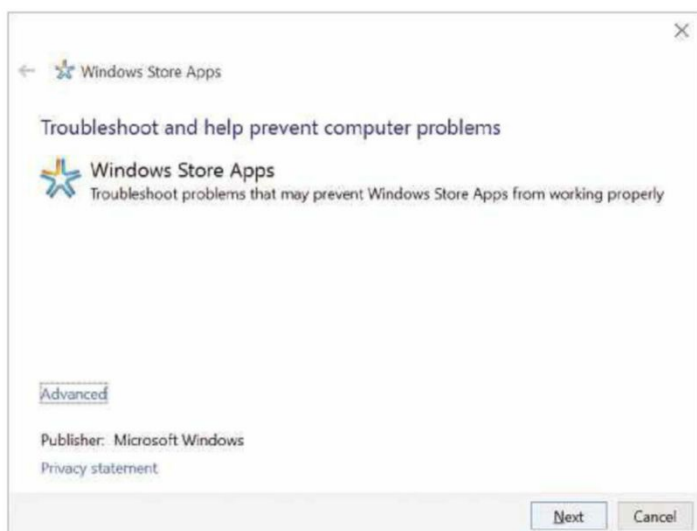 Windows Store Apps
Troubleshoot and help prevent computer problems
Windows Store Apps
Troubleshoot problems that may prevent Windows Store Apps from working properly
Advanced
Publisher: Microsoft Windows
Privacy statement
Next
Cancel